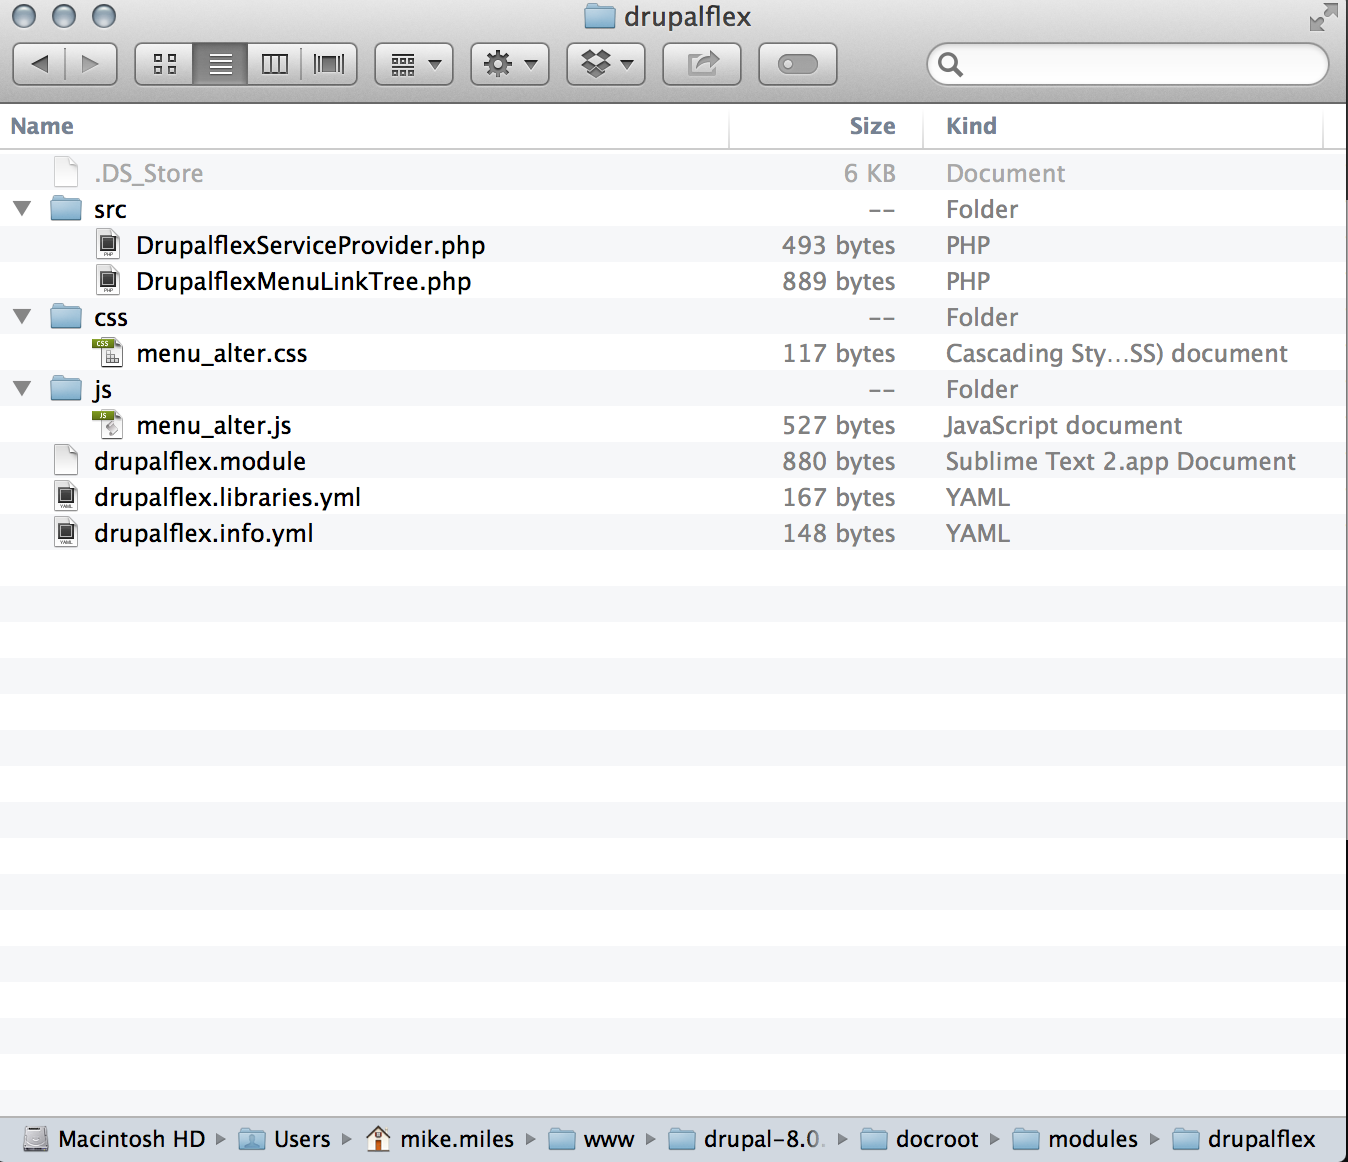 drupalflex
Name Size Kind
.DS_Store 6 KB Document
src -- Folder
DrupalflexServiceProvider.php 493 bytes PHP
DrupalflexMenuLinkTree.php 889 bytes PHP
css -- Folder
menu_alter.css 117 bytes Cascading Sty...SS) document
js -- Folder
menu_alter.js 527 bytes JavaScript document
drupalflex.module 880 bytes Sublime Text 2.app Document
drupalflex.libraries.yml 167 bytes YAML
drupalflex.info.yml 148 bytes YAML
Macintosh HD Users mike.miles www drupal-8.0. docroot modules drupalflex